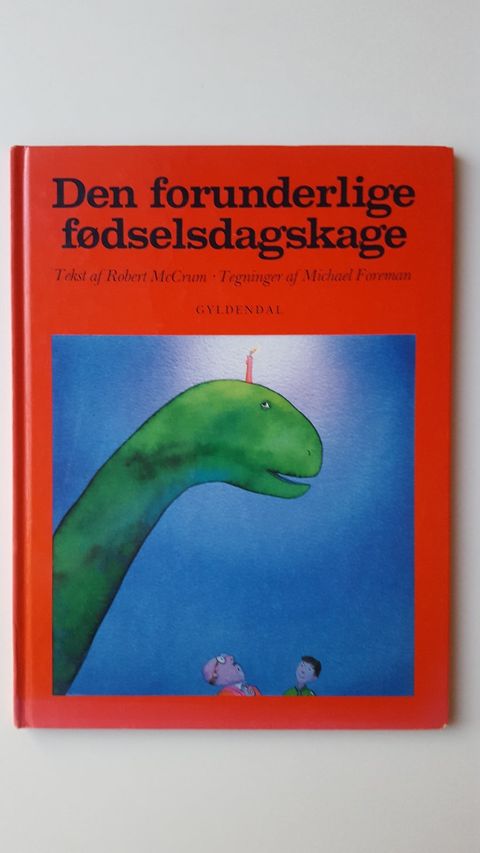 Den forunderlige
fødselsdagskage
Tekst af Robert McCrum · Tegninger af Michael Foreman
GYLDENDAL